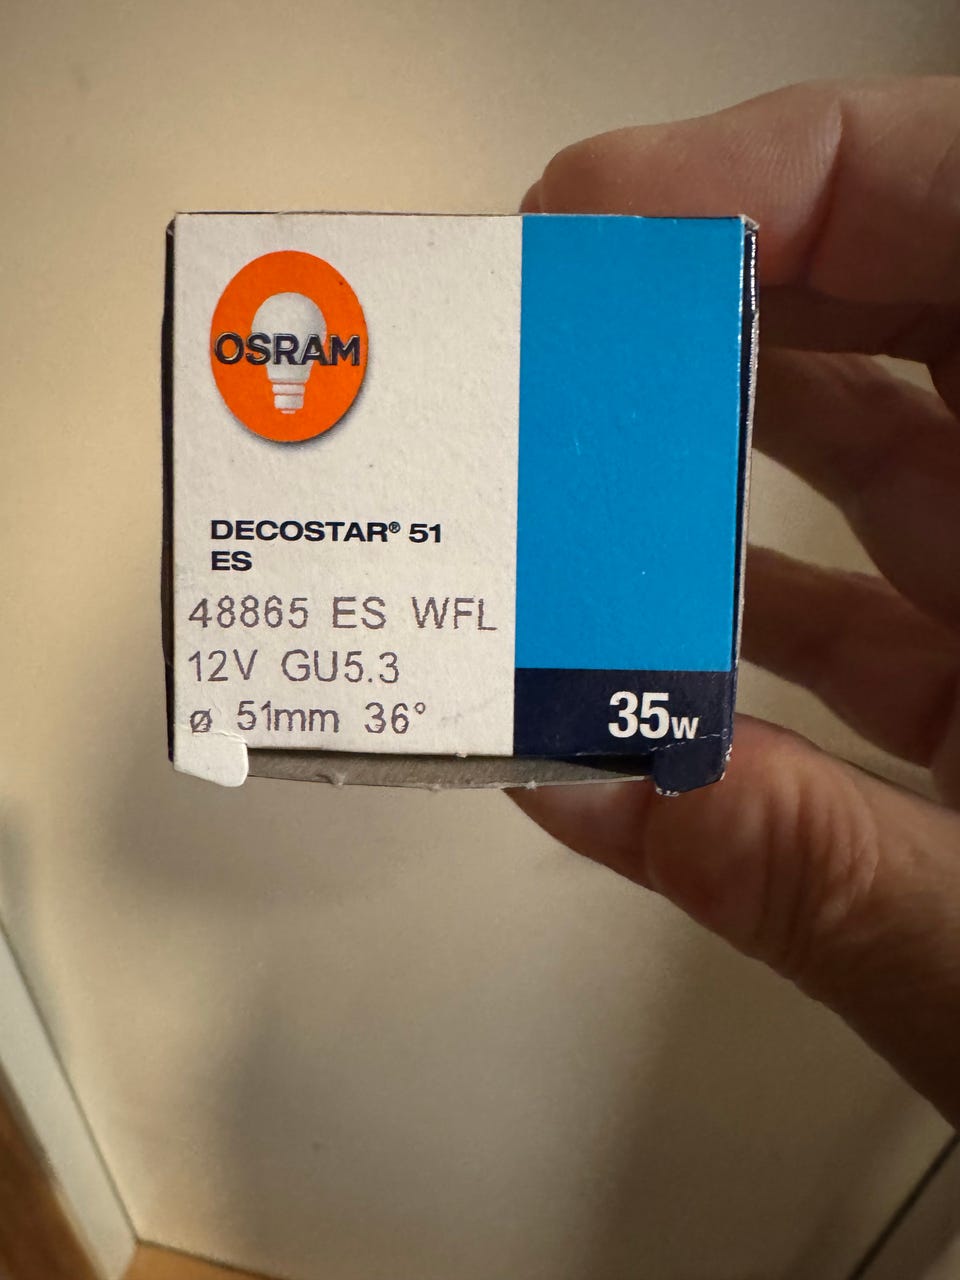 OSRAM
DECOSTAR® 51
ES
48865 ES WFL
12V GU5.3
ø 51mm 36°
35w